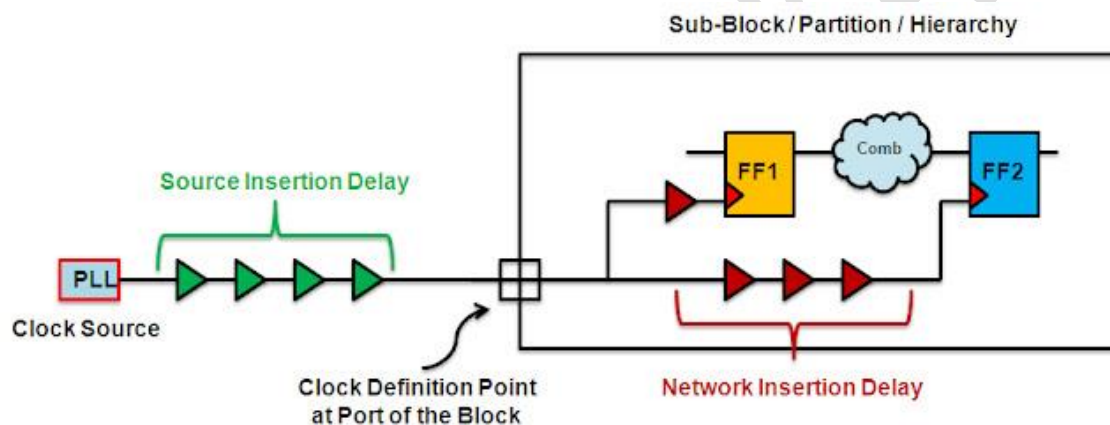 Sub-Block / Partition / Hierarchy
Source Insertion Delay
FF1
Comb
FF2
PLL
Clock Source
Clock Definition Point
at Port of the Block
Network Insertion Delay